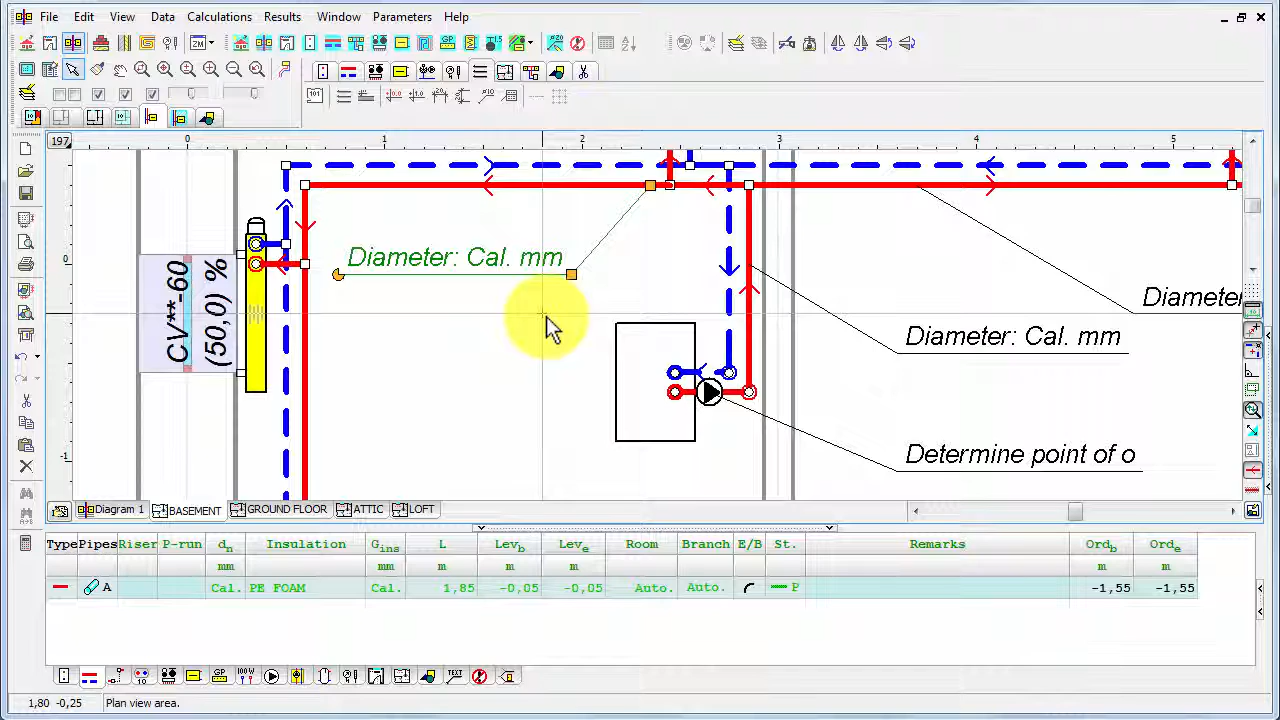 File Edit View Data Calculations Results Window Parameters Help
197 0 1 2 3 4 5
0
-1
Diameter: Cal. mm
CV**-60
(50,0) %
Diameter
Diameter: Cal. mm
Determine point of o
Diagram 1 BASEMENT GROUND FLOOR ATTIC LOFT
Type Pipes Riser P-run dn Insulation Gins L Levb Leve Room Branch E/B St. Remarks Ordb Orde
mm mm m m m m m
A Cal. PE FOAM Cal. 1,85 -0,05 -0,05 Auto. Auto. P -1,55 -1,55
1,80 -0,25 Plan view area.